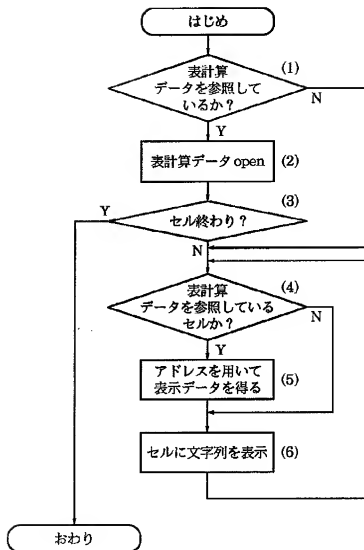 はじめ
(1)
表計算
データを参照して
いるか?
N
Y
表計算データ open
(2)
(3)
Y
セル終わり?
N
(4)
表計算
データを参照している
セルか?
N
Y
アドレスを用いて
表示データを得る
(5)
セルに文字列を表示
(6)
おわり